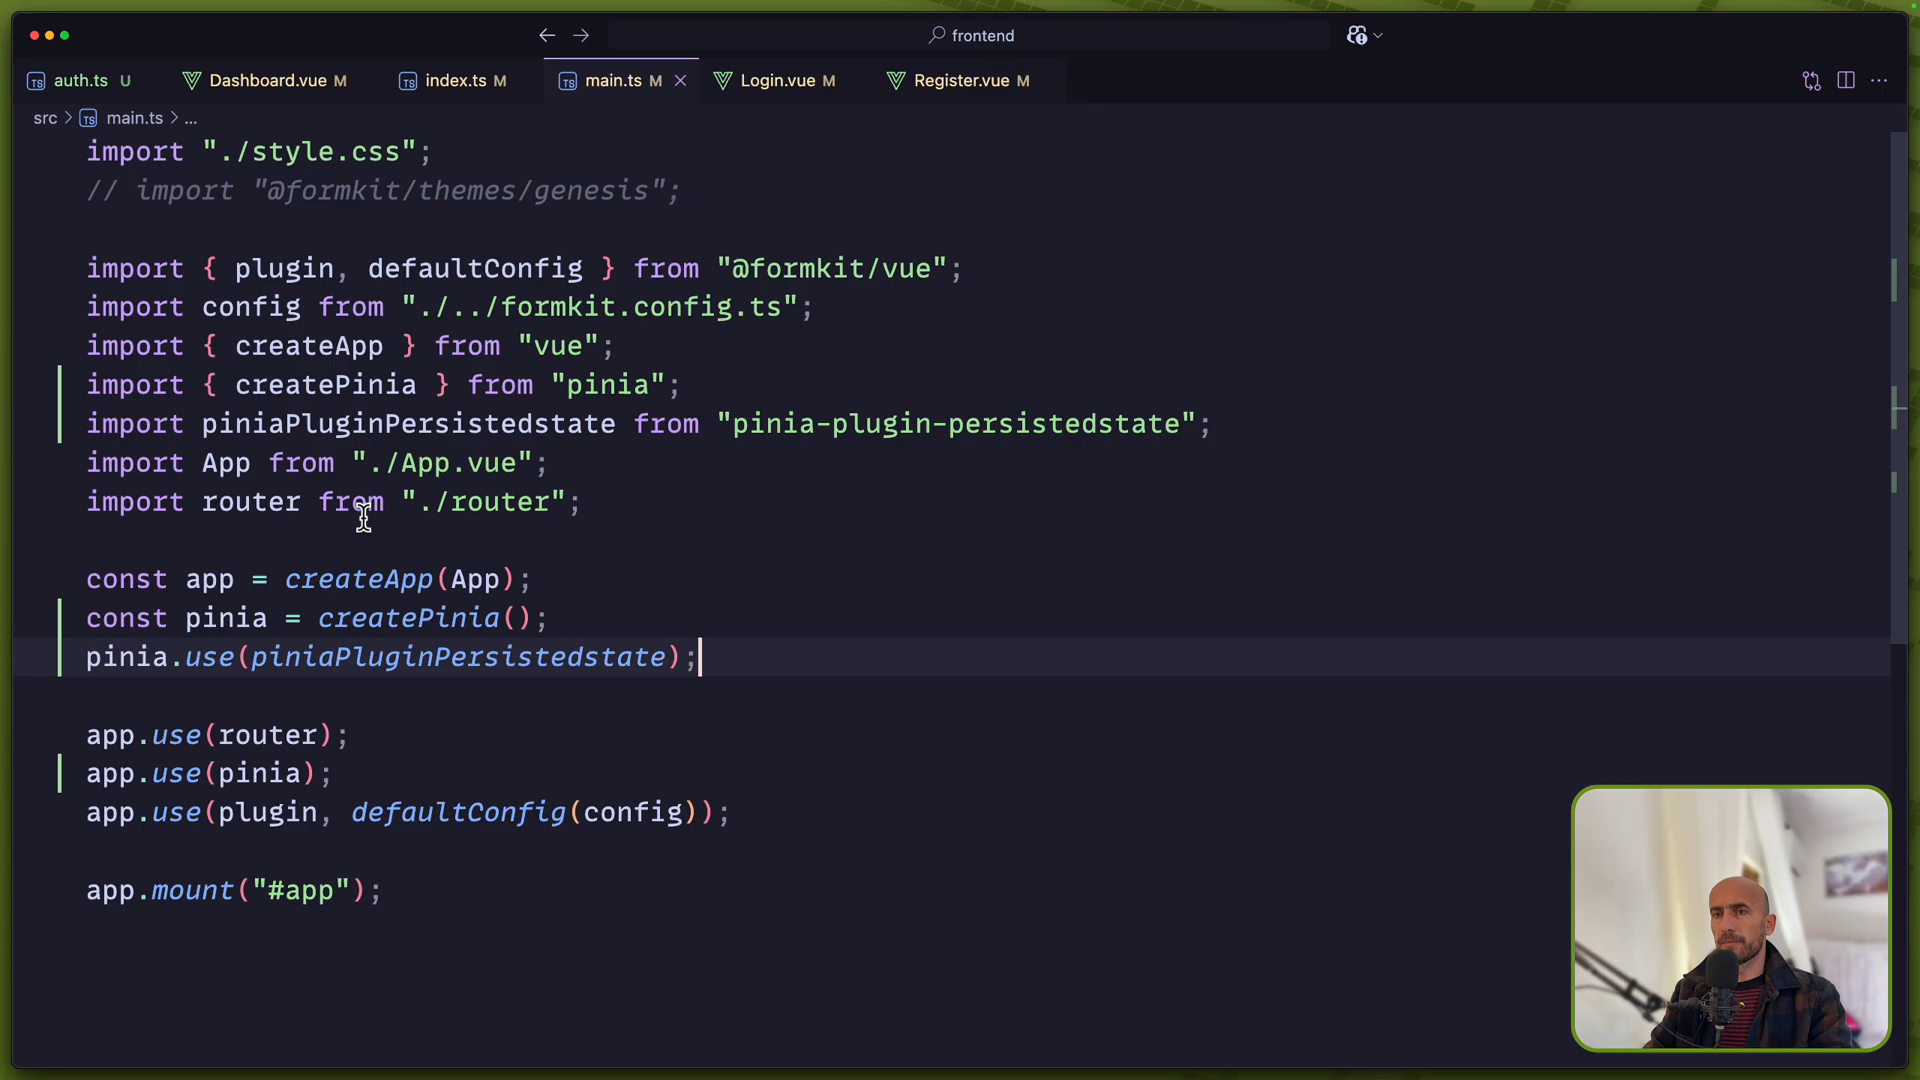 frontend
auth.ts U
Dashboard.vue M
index.ts M
main.ts M
Login.vue M
Register.vue M
src > TS main.ts > ...
import "./style.css";
// import "@formkit/themes/genesis";
import { plugin, defaultConfig } from "@formkit/vue";
import config from "./../formkit.config.ts";
import { createApp } from "vue";
import { createPinia } from "pinia";
import piniaPluginPersistedstate from "pinia-plugin-persistedstate";
import App from "./App.vue";
import router from "./router";
const app = createApp(App);
const pinia = createPinia();
pinia.use(piniaPluginPersistedstate);
app.use(router);
app.use(pinia);
app.use(plugin, defaultConfig(config));
app.mount("#app");